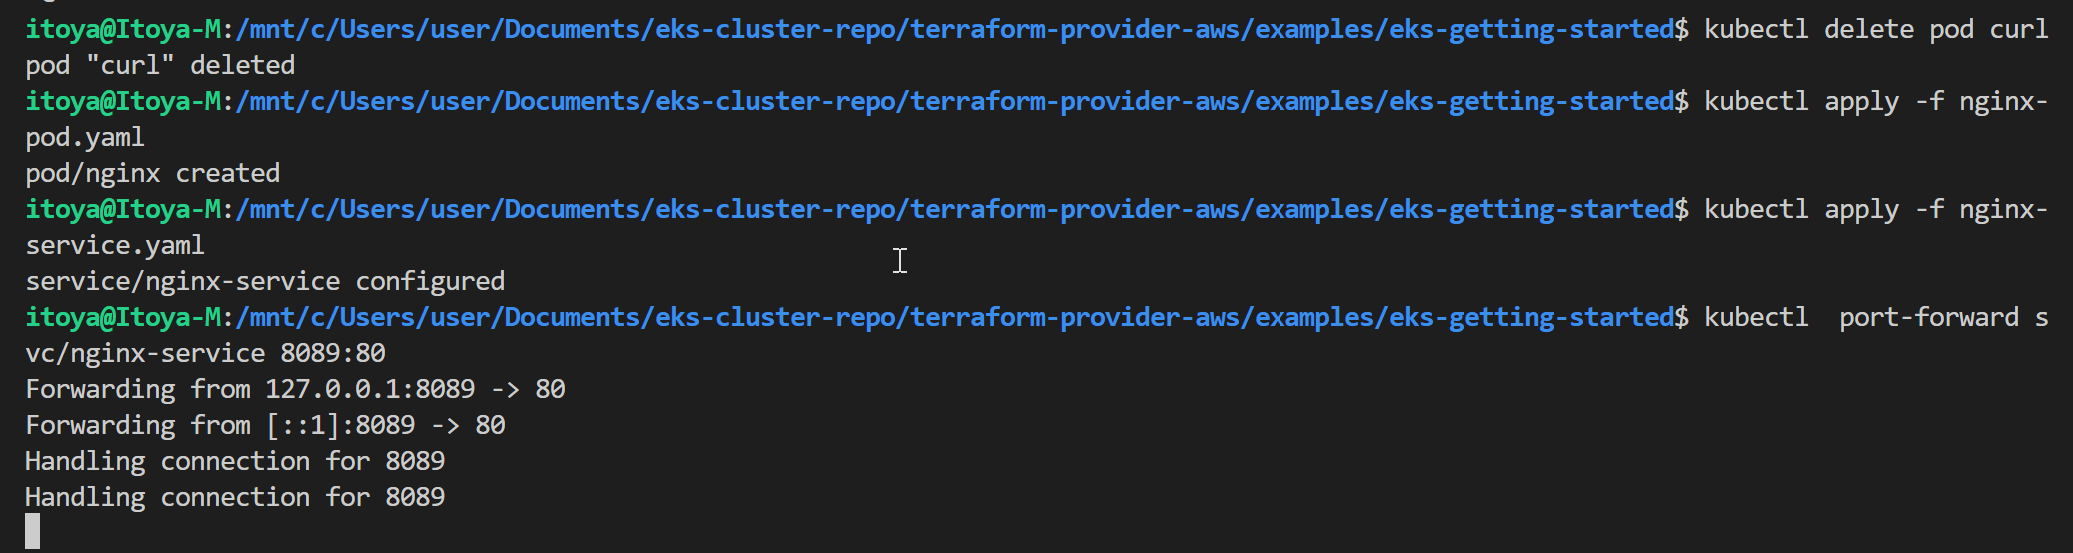 itoya@Itoya-M:/mnt/c/Users/user/Documents/eks-cluster-repo/terraform-provider-aws/examples/eks-getting-started$ kubectl delete pod curl
pod "curl" deleted
itoya@Itoya-M:/mnt/c/Users/user/Documents/eks-cluster-repo/terraform-provider-aws/examples/eks-getting-started$ kubectl apply -f nginx-
pod.yaml
pod/nginx created
itoya@Itoya-M:/mnt/c/Users/user/Documents/eks-cluster-repo/terraform-provider-aws/examples/eks-getting-started$ kubectl apply -f nginx-
service.yaml
service/nginx-service configured
itoya@Itoya-M:/mnt/c/Users/user/Documents/eks-cluster-repo/terraform-provider-aws/examples/eks-getting-started$ kubectl  port-forward s
vc/nginx-service 8089:80
Forwarding from 127.0.0.1:8089 -> 80
Forwarding from [::1]:8089 -> 80
Handling connection for 8089
Handling connection for 8089